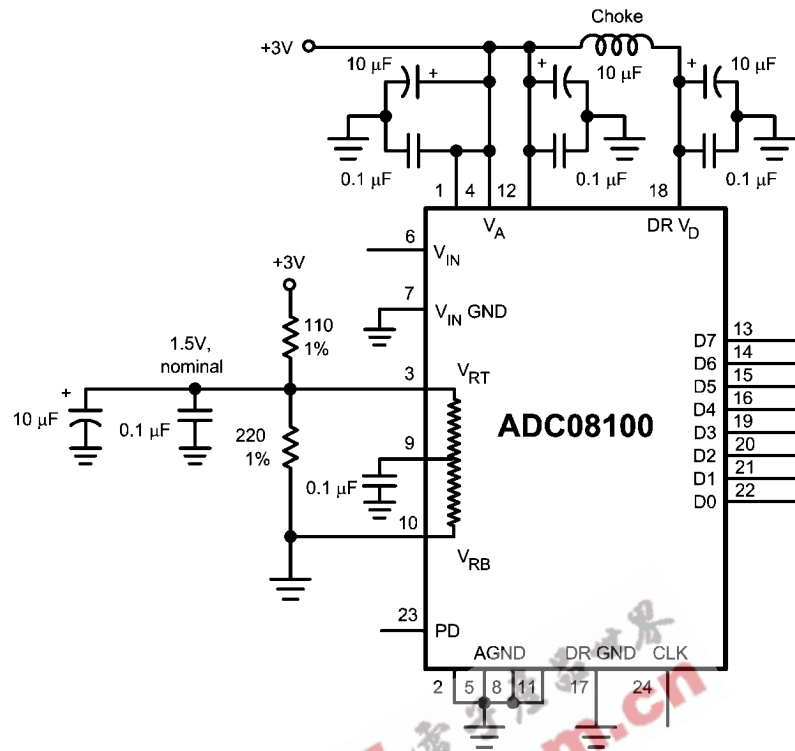 Choke
+3V
10 µF
+
+
10 µF
+
10 µF
0.1 µF
0.1 µF
0.1 µF
1
4
12
18
VA
DR VD
6
VIN
+3V
7
VIN GND
110
1%
1.5V,
nominal
3
VRT
+
10 µF
0.1 µF
220
1%
9
0.1 µF
10
VRB
ADC08100
D7
13
D6
14
D5
15
D4
16
D3
19
D2
20
D1
21
D0
22
23
PD
AGND
DR GND
CLK
2
5
8
11
17
24
世界
m.cn